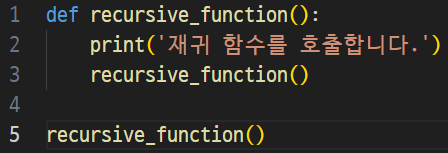 1 def recursive_function():
2     print('재귀 함수를 호출합니다.')
3     recursive_function()
4
5 recursive_function()